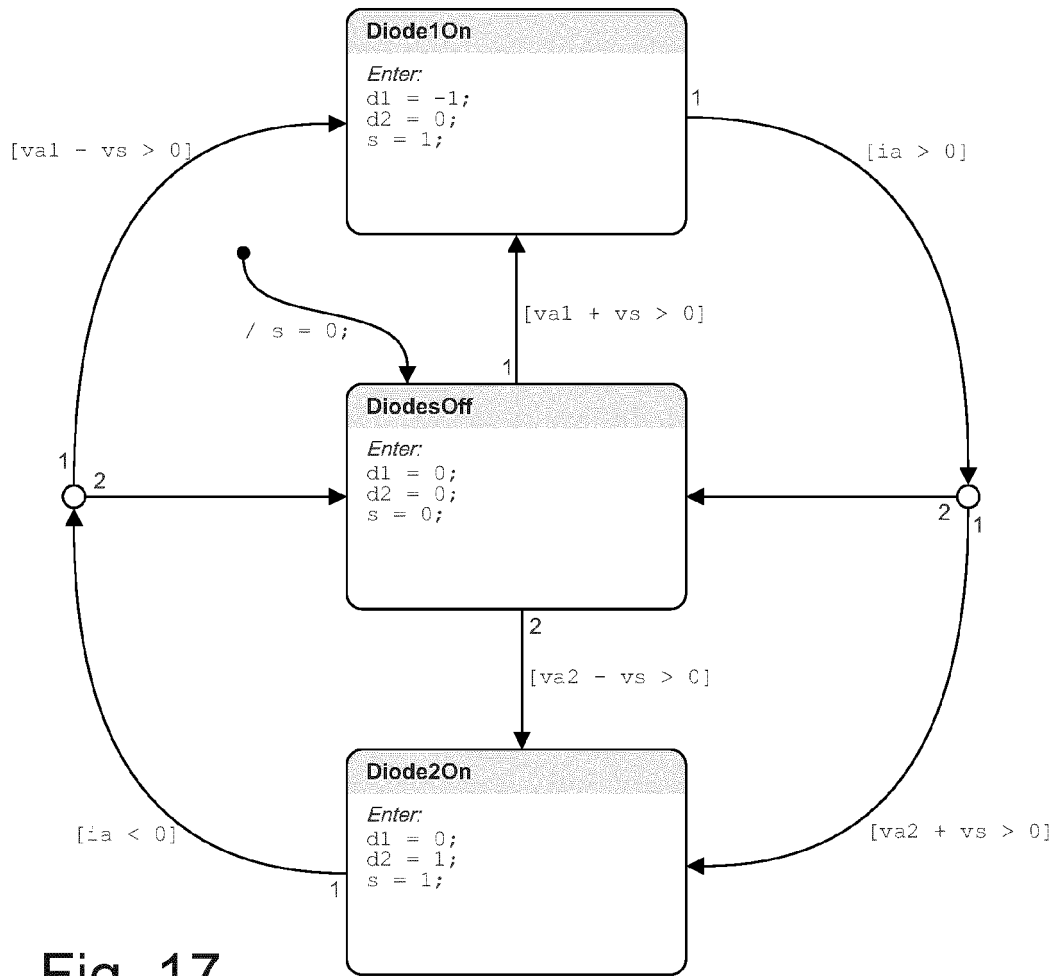 Diode1On
Enter:
d1 = -1;
d2 = 0;
s = 1;
1
[va1 - vs > 0]
[ia > 0]
/ s = 0;
[va1 + vs > 0]
1
DiodesOff
Enter:
d1 = 0;
d2 = 0;
s = 0;
1
2
2
1
2
[va2 - vs > 0]
Diode2On
Enter:
d1 = 0;
d2 = 1;
s = 1;
[ia < 0]
[va2 + vs > 0]
1
Fig. 17